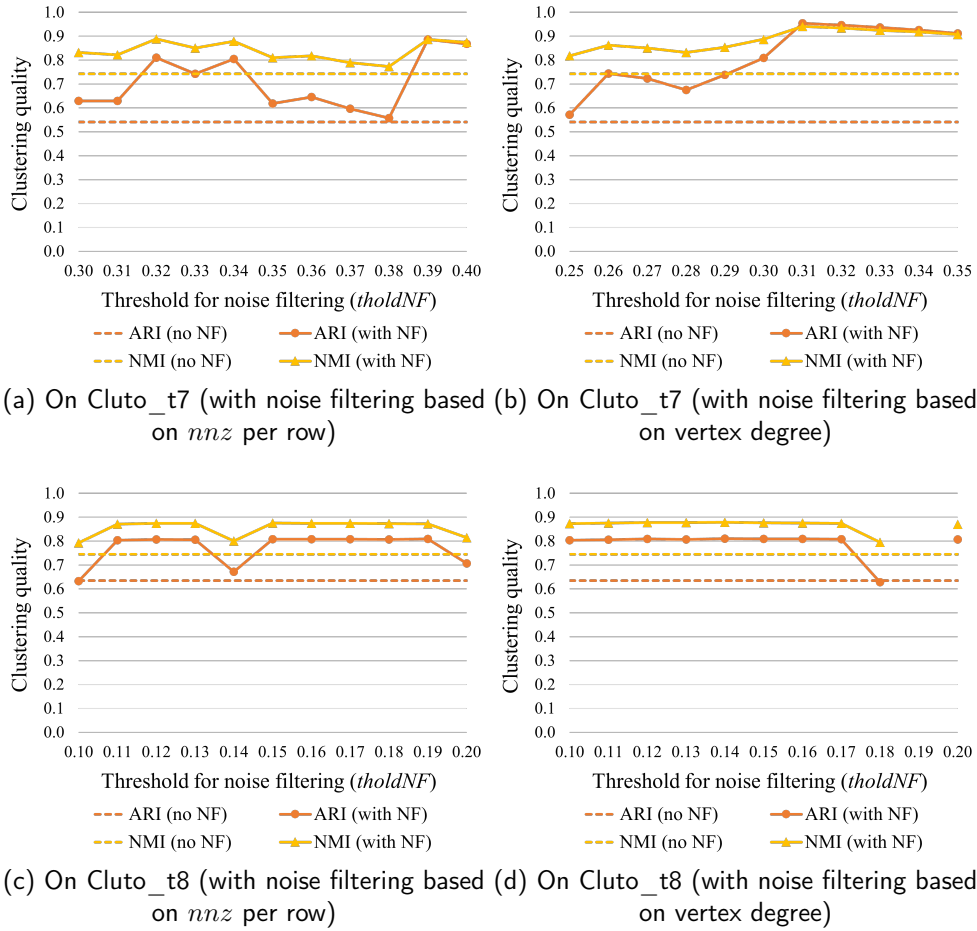 1.0
0.9
0.8
0.7
0.6
0.5
0.4
0.3
0.2
0.1
0.0
Clustering quality
0.30 0.31 0.32 0.33 0.34 0.35 0.36 0.37 0.38 0.39 0.40
Threshold for noise filtering (tholdNF)
ARI (no NF) ARI (with NF)
NMI (no NF) NMI (with NF)
(a) On Cluto_t7 (with noise filtering based
on nnz per row)
1.0
0.9
0.8
0.7
0.6
0.5
0.4
0.3
0.2
0.1
0.0
Clustering quality
0.25 0.26 0.27 0.28 0.29 0.30 0.31 0.32 0.33 0.34 0.35
Threshold for noise filtering (tholdNF)
ARI (no NF) ARI (with NF)
NMI (no NF) NMI (with NF)
(b) On Cluto_t7 (with noise filtering based
on vertex degree)
1.0
0.9
0.8
0.7
0.6
0.5
0.4
0.3
0.2
0.1
0.0
Clustering quality
0.10 0.11 0.12 0.13 0.14 0.15 0.16 0.17 0.18 0.19 0.20
Threshold for noise filtering (tholdNF)
ARI (no NF) ARI (with NF)
NMI (no NF) NMI (with NF)
(c) On Cluto_t8 (with noise filtering based
on nnz per row)
1.0
0.9
0.8
0.7
0.6
0.5
0.4
0.3
0.2
0.1
0.0
Clustering quality
0.10 0.11 0.12 0.13 0.14 0.15 0.16 0.17 0.18 0.19 0.20
Threshold for noise filtering (tholdNF)
ARI (no NF) ARI (with NF)
NMI (no NF) NMI (with NF)
(d) On Cluto_t8 (with noise filtering based
on vertex degree)